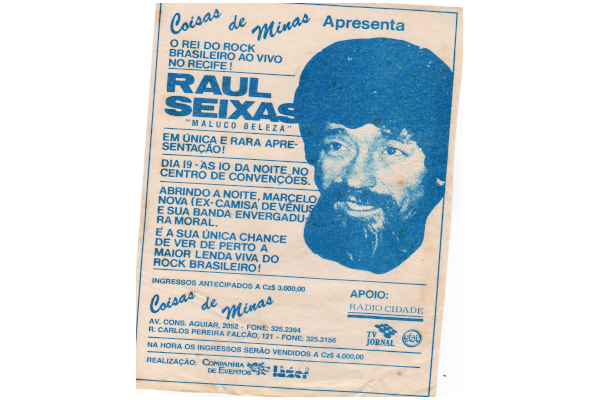 Coisas de Minas Apresenta
O REI DO ROCK
BRASILEIRO AO VIVO
NO RECIFE!
RAUL
SEIXAS
"MALUCO BELEZA"
EM ÚNICA E RARA APRE-
SENTAÇÃO!
DIA 19 - ÀS 10 DA NOITE, NO
CENTRO DE CONVENÇÕES.
ABRINDO A NOITE, MARCELO
NOVA (EX-CAMISA DE VÊNUS)
E SUA BANDA ENVERGADU-
RA MORAL.
É A SUA ÚNICA CHANCE
DE VER DE PERTO A
MAIOR LENDA VIVA DO
ROCK BRASILEIRO!
INGRESSOS ANTECIPADOS A Cz$ 3.000,00
Coisas de Minas
AV. CONS. AGUIAR, 2052 - FONE: 325.2394
R. CARLOS PEREIRA FALCÃO, 121 - FONE: 325.3156
NA HORA OS INGRESSOS SERÃO VENDIDOS A Cz$ 4.000,00
REALIZAÇÃO: COMPANHIA
DE EVENTOS
APOIO:
RÁDIO CIDADE
TV
JORNAL